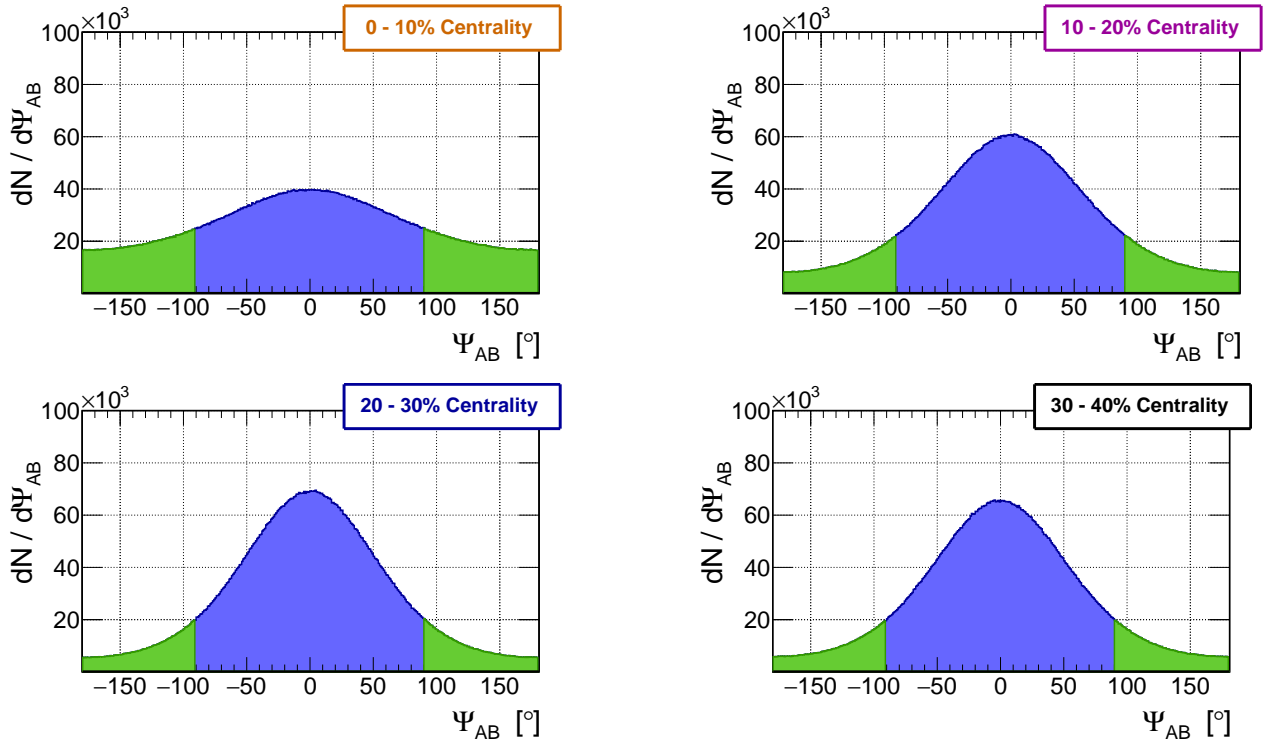 0 - 10% Centrality
×10³
100
80
60
40
20
dN / dΨ_AB
−150 −100 −50 0 50 100 150
Ψ_AB [°]
10 - 20% Centrality
×10³
100
80
60
40
20
dN / dΨ_AB
−150 −100 −50 0 50 100 150
Ψ_AB [°]
20 - 30% Centrality
×10³
100
80
60
40
20
dN / dΨ_AB
−150 −100 −50 0 50 100 150
Ψ_AB [°]
30 - 40% Centrality
×10³
100
80
60
40
20
dN / dΨ_AB
−150 −100 −50 0 50 100 150
Ψ_AB [°]